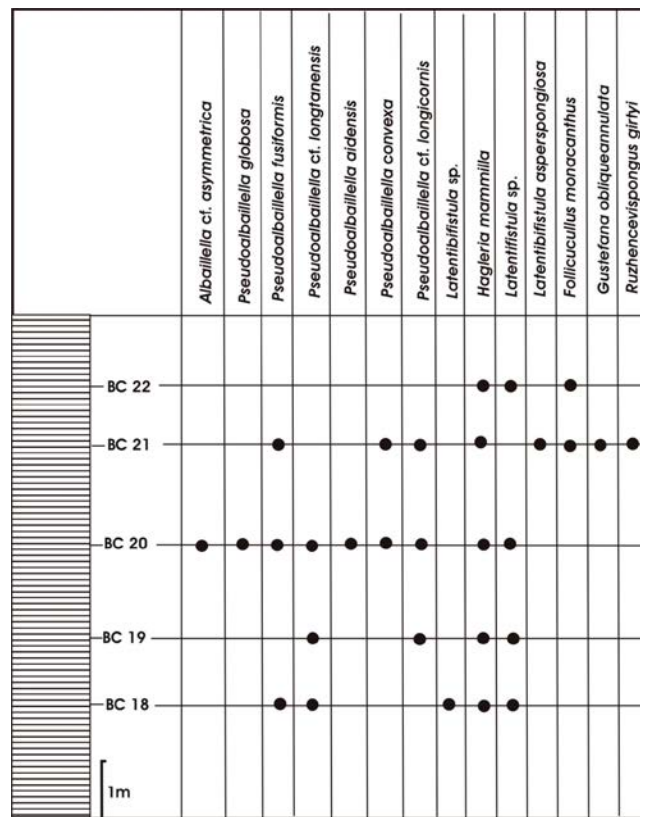 Albaillella cf. asymmetrica
Pseudoalbaillella globosa
Pseudoalbaillella fusiformis
Pseudoalbaillella cf. longtanensis
Pseudoalbaillella aidensis
Pseudoalbaillella convexa
Pseudoalbaillella cf. longicornis
Latentibifistula sp.
Hagleria mammilla
Latentifistula sp.
Latentibifistula asperspongiosa
Follicucullus monacanthus
Gustefana obliqueannulata
Ruzhencevispongus girtyi
BC 22
BC 21
BC 20
BC 19
BC 18
1m